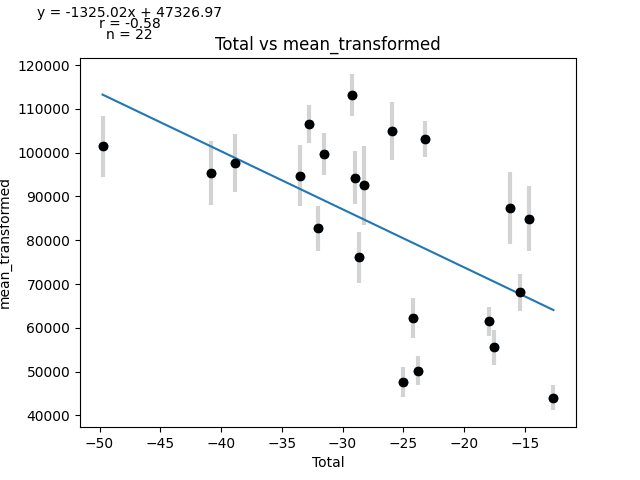 y = -1325.02x + 47326.97
r = -0.58
n = 22
Total vs mean_transformed
120000
110000
100000
90000
80000
70000
60000
50000
40000
mean_transformed
−50
−45
−40
−35
−30
−25
−20
−15
Total